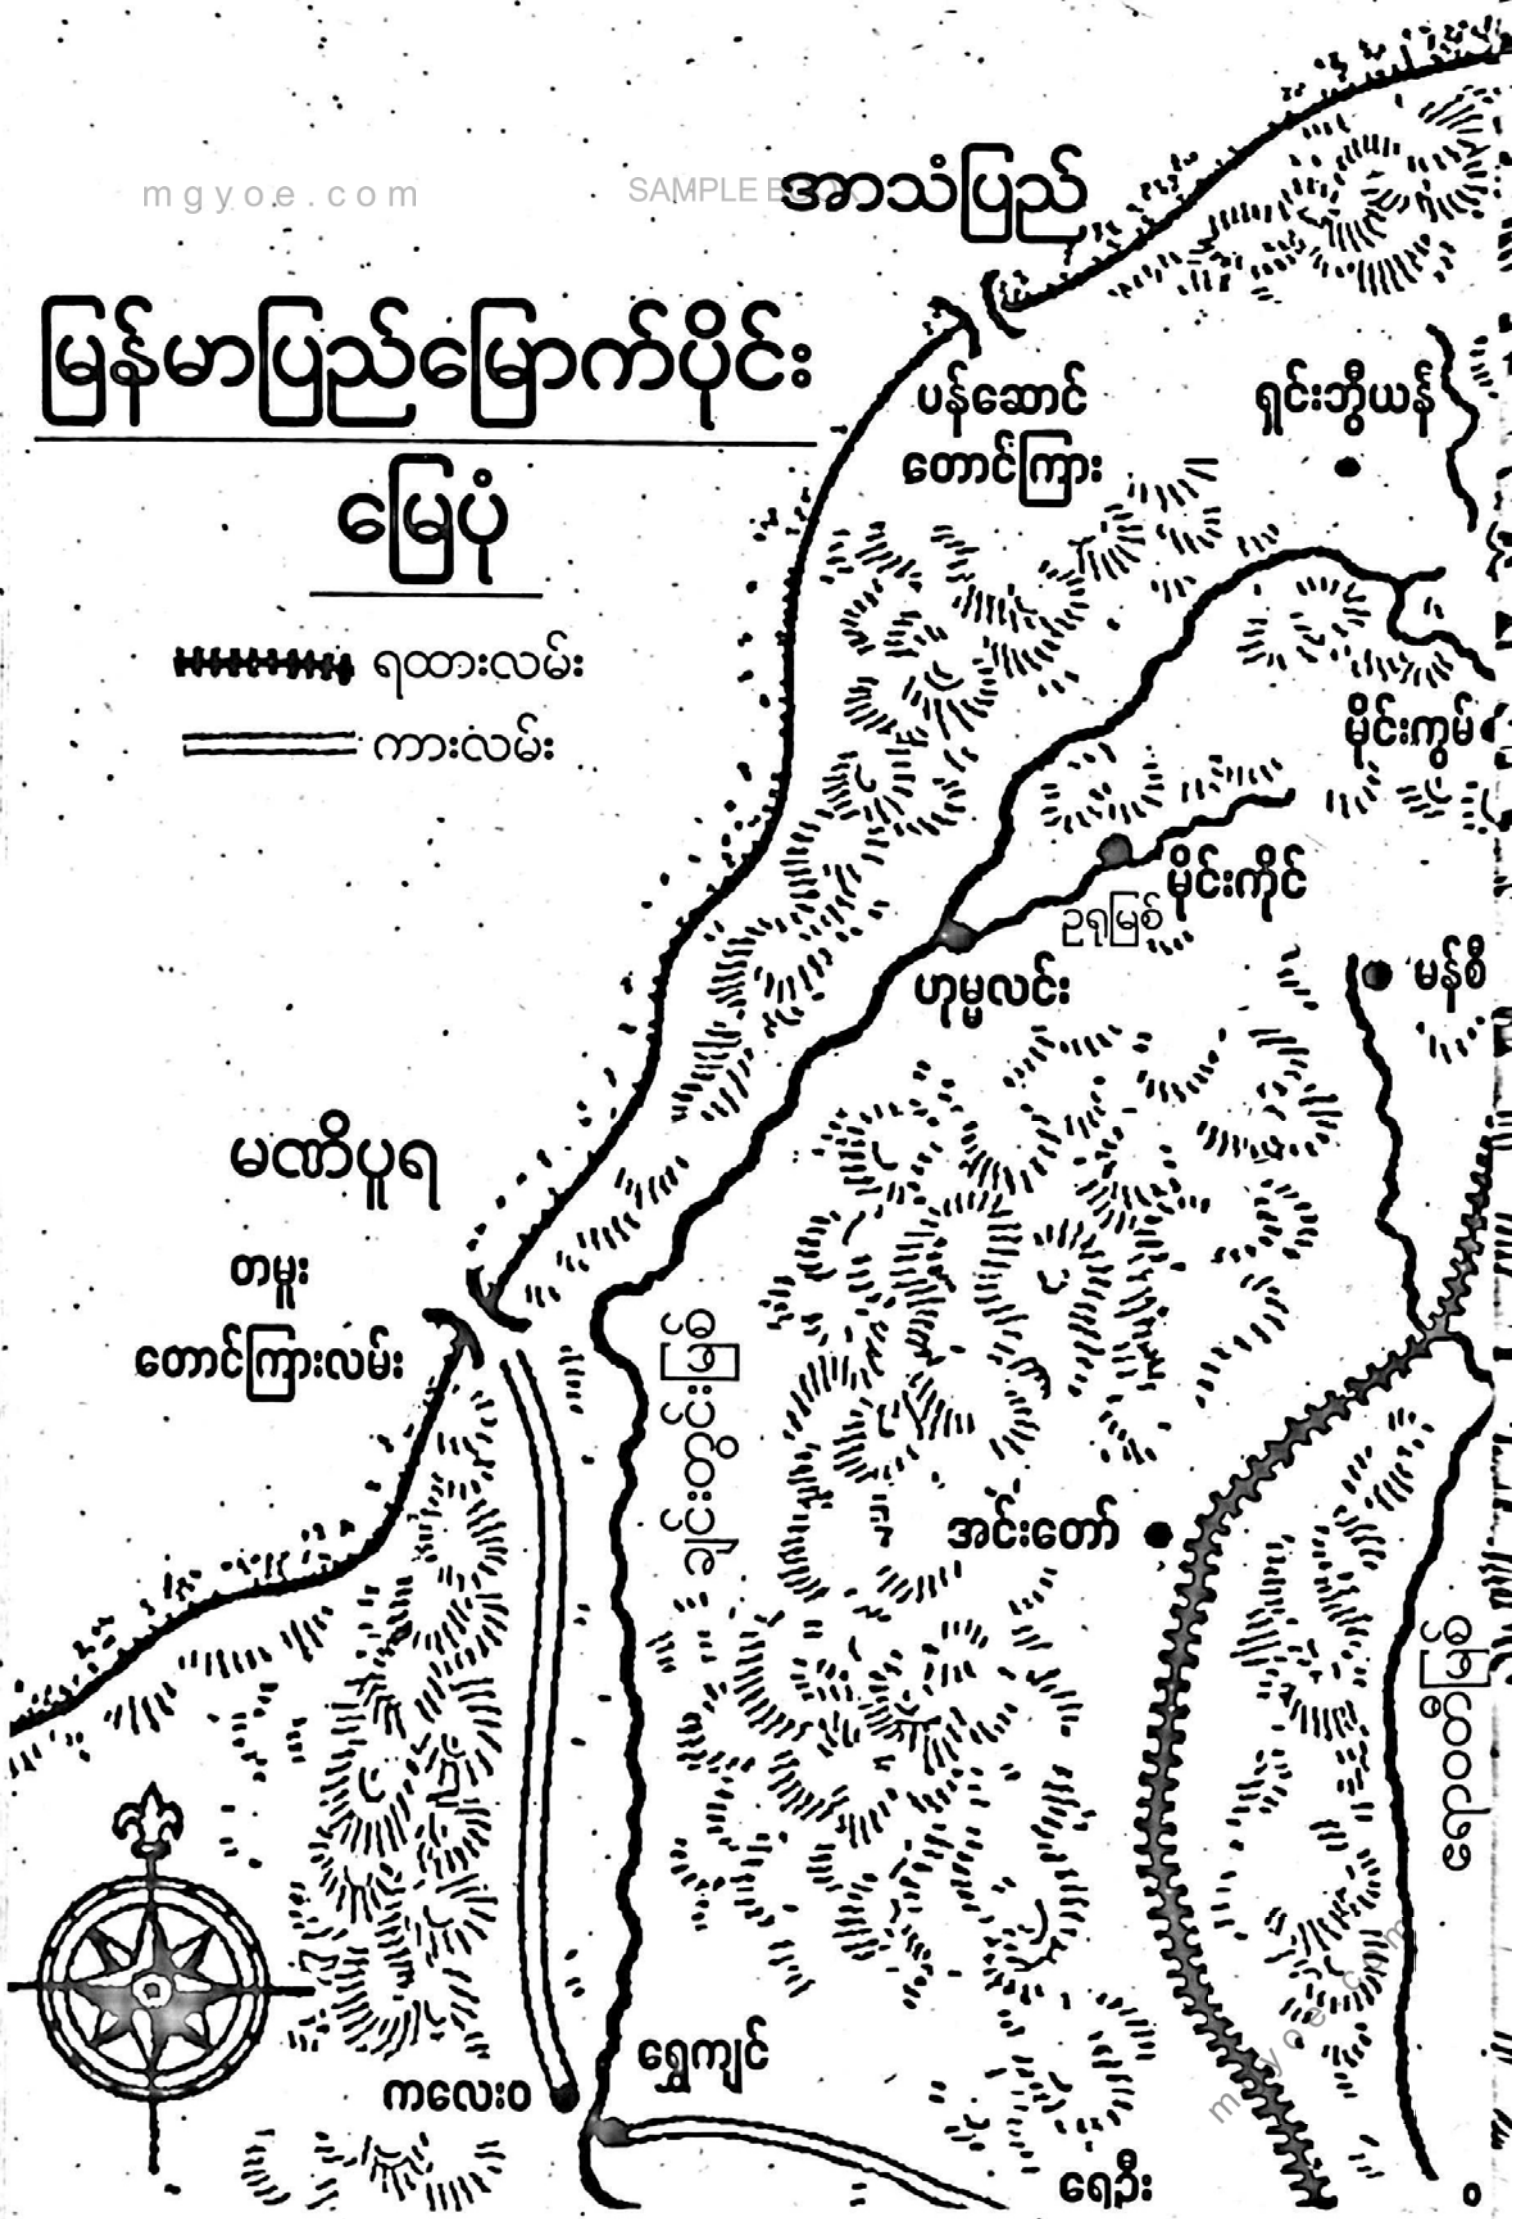 mgyoe.com
SAMPLE BOOK
အာသံပြည်
မြန်မာပြည်မြောက်ပိုင်း
မြေပုံ
ပန်ဆောင်
တောင်ကြား
ရှင်းဘွီယန်
ရထားလမ်း
ကားလမ်း
မိုင်းကွမ်
မိုင်းကိုင်
ဥရုမြစ်
ဟုမ္မလင်း
မန်စီ
မဏိပူရ
တမူး
တောင်ကြားလမ်း
ချင်းတွင်းမြစ်
အင်းတော်
ဧရာဝတီမြစ်
mgyoe.com
ရွှေကျင်
ကလေးဝ
ရေဦး